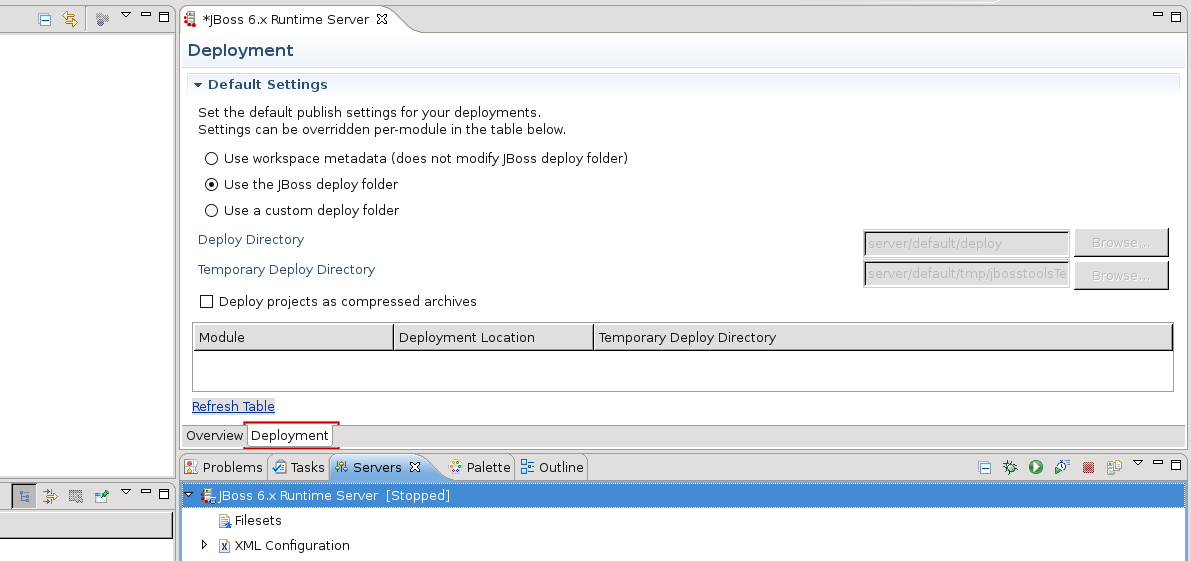 *JBoss 6.x Runtime Server
Deployment
Default Settings
Set the default publish settings for your deployments.
Settings can be overridden per-module in the table below.
Use workspace metadata (does not modify JBoss deploy folder)
Use the JBoss deploy folder
Use a custom deploy folder
Deploy Directory server/default/deploy Browse...
Temporary Deploy Directory server/default/tmp/jbosstoolsTe Browse...
Deploy projects as compressed archives
Module Deployment Location Temporary Deploy Directory
Refresh Table
Overview Deployment
Problems Tasks Servers Palette Outline
JBoss 6.x Runtime Server [Stopped]
Filesets
XML Configuration